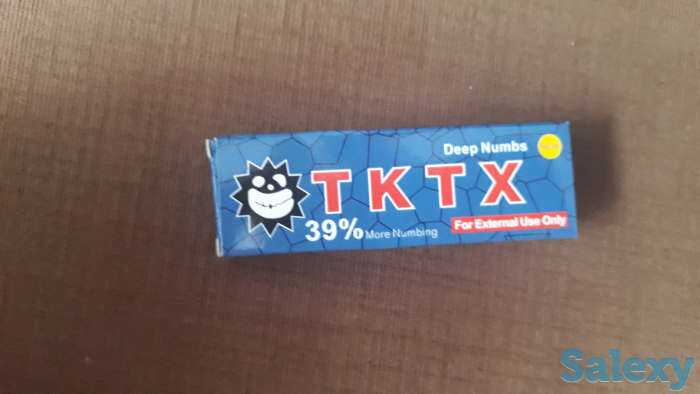 Deep Numbs
TKTX
39% More Numbing
For External Use Only
Salexy